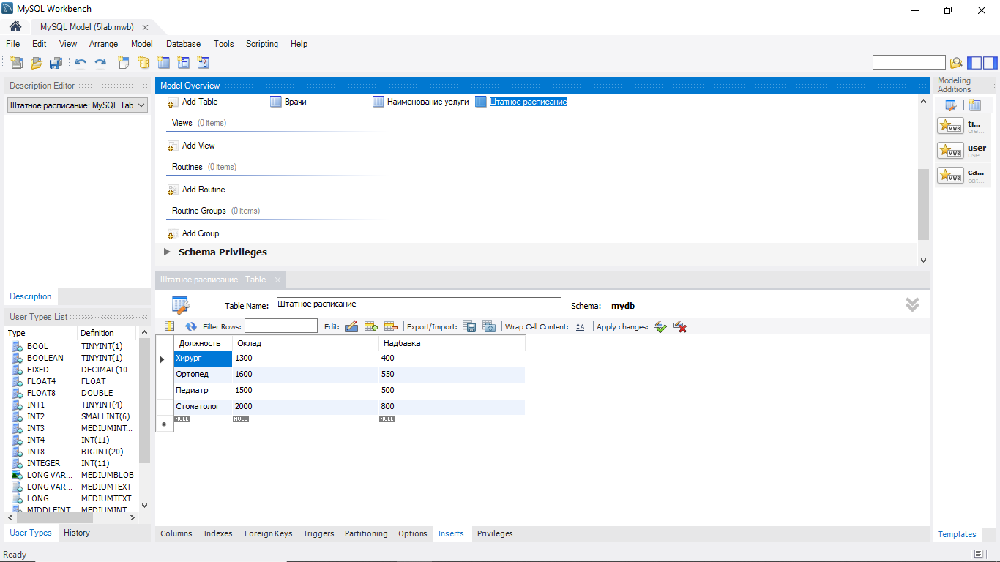 MySQL Workbench
MySQL Model (5lab.mwb)
File Edit View Arrange Model Database Tools Scripting Help
Description Editor
Штатное расписание: MySQL Tab
Description
User Types List
Type Definition
BOOL TINYINT(1)
BOOLEAN TINYINT(1)
FIXED DECIMAL(10...
FLOAT4 FLOAT
FLOAT8 DOUBLE
INT1 TINYINT(4)
INT2 SMALLINT(6)
INT3 MEDIUMINT...
INT4 INT(11)
INT8 BIGINT(20)
INTEGER INT(11)
LONG VAR... MEDIUMBLOB
LONG VAR... MEDIUMTEXT
LONG MEDIUMTEXT
MIDDLEINT MEDIUMINT
User Types History
Model Overview
Add Table Врачи Наименование услуги Штатное расписание
Views (0 items)
Add View
Routines (0 items)
Add Routine
Routine Groups (0 items)
Add Group
Schema Privileges
Штатное расписание - Table
Table Name: Штатное расписание Schema: mydb
Filter Rows: Edit: Export/Import: Wrap Cell Content: Apply changes:
Должность Оклад Надбавка
Хирург 1300 400
Ортопед 1600 550
Педиатр 1500 500
Стоматолог 2000 800
NULL NULL NULL
Columns Indexes Foreign Keys Triggers Partitioning Options Inserts Privileges
Modeling
Additions
MWB ti...
cre...
MWB user
use...
MWB ca...
cat...
Templates
Ready